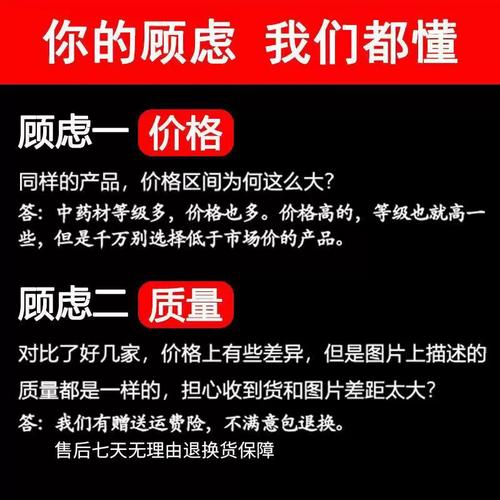 你的顾虑 我们都懂
顾虑一 价格
同样的产品，价格区间为何这么大？
答：中药材等级多，价格也多。价格高的，等级也就高一
些，但是千万别选择低于市场价的产品。
顾虑二 质量
对比了好几家，价格上有些差异，但是图片上描述的
质量都是一样的，担心收到货和图片差距太大？
答：我们有赠送运费险，不满意包退换。
售后七天无理由退换货保障